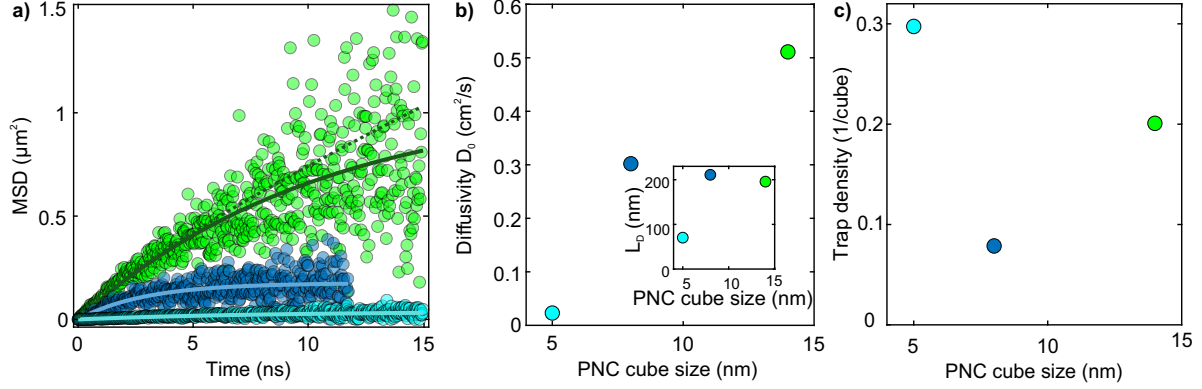 a)
1.5
1
0.5
0
MSD (μm²)
0
5
10
15
Time (ns)
b)
0.6
0.5
0.4
0.3
0.2
0.1
0
Diffusivity D₀ (cm²/s)
5
10
15
PNC cube size (nm)
200
100
0
L_D (nm)
5
10
15
PNC cube size (nm)
c)
0.3
0.2
0.1
0
Trap density (1/cube)
5
10
15
PNC cube size (nm)